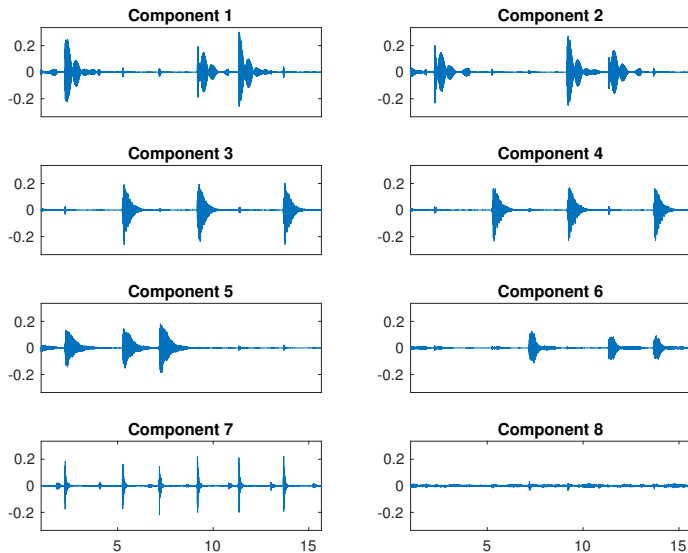 Component 1
Component 2
0.2
0
-0.2
0.2
0
-0.2
Component 3
Component 4
0.2
0
-0.2
0.2
0
-0.2
Component 5
Component 6
0.2
0
-0.2
0.2
0
-0.2
Component 7
Component 8
0.2
0
-0.2
0.2
0
-0.2
5 10 15
5 10 15